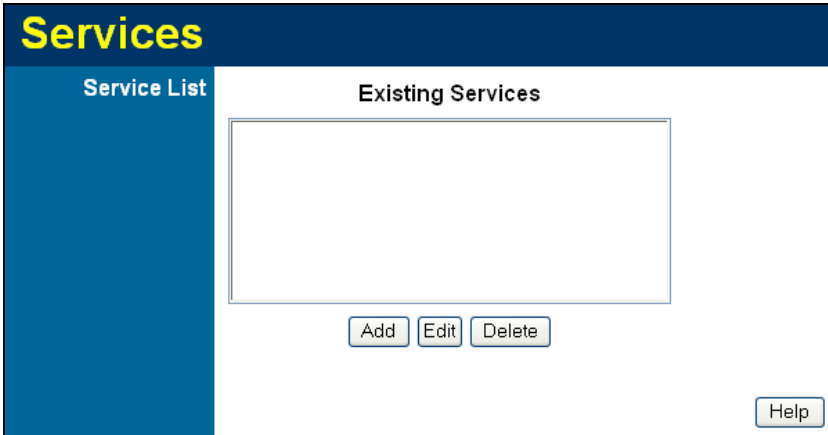 Services
Service List
Existing Services
Add Edit Delete
Help